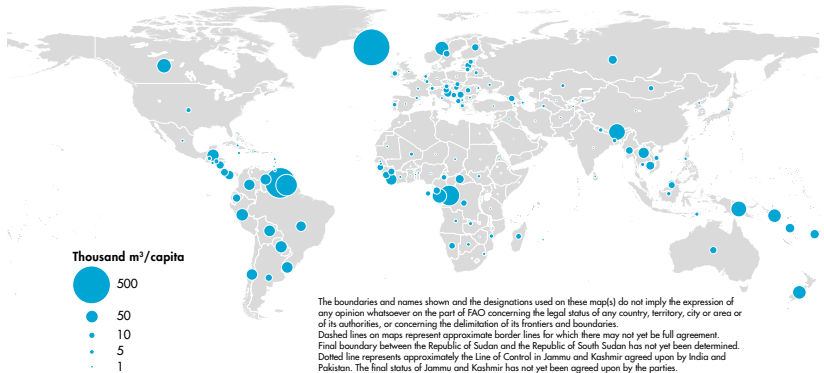 Thousand m³/capita
500
50
10
5
1
The boundaries and names shown and the designations used on these map(s) do not imply the expression of
any opinion whatsoever on the part of FAO concerning the legal status of any country, territory, city or area or
of its authorities, or concerning the delimitation of its frontiers and boundaries.
Dashed lines on maps represent approximate border lines for which there may not yet be full agreement.
Final boundary between the Republic of Sudan and the Republic of South Sudan has not yet been determined.
Dotted line represents approximately the Line of Control in Jammu and Kashmir agreed upon by India and
Pakistan. The final status of Jammu and Kashmir has not yet been agreed upon by the parties.